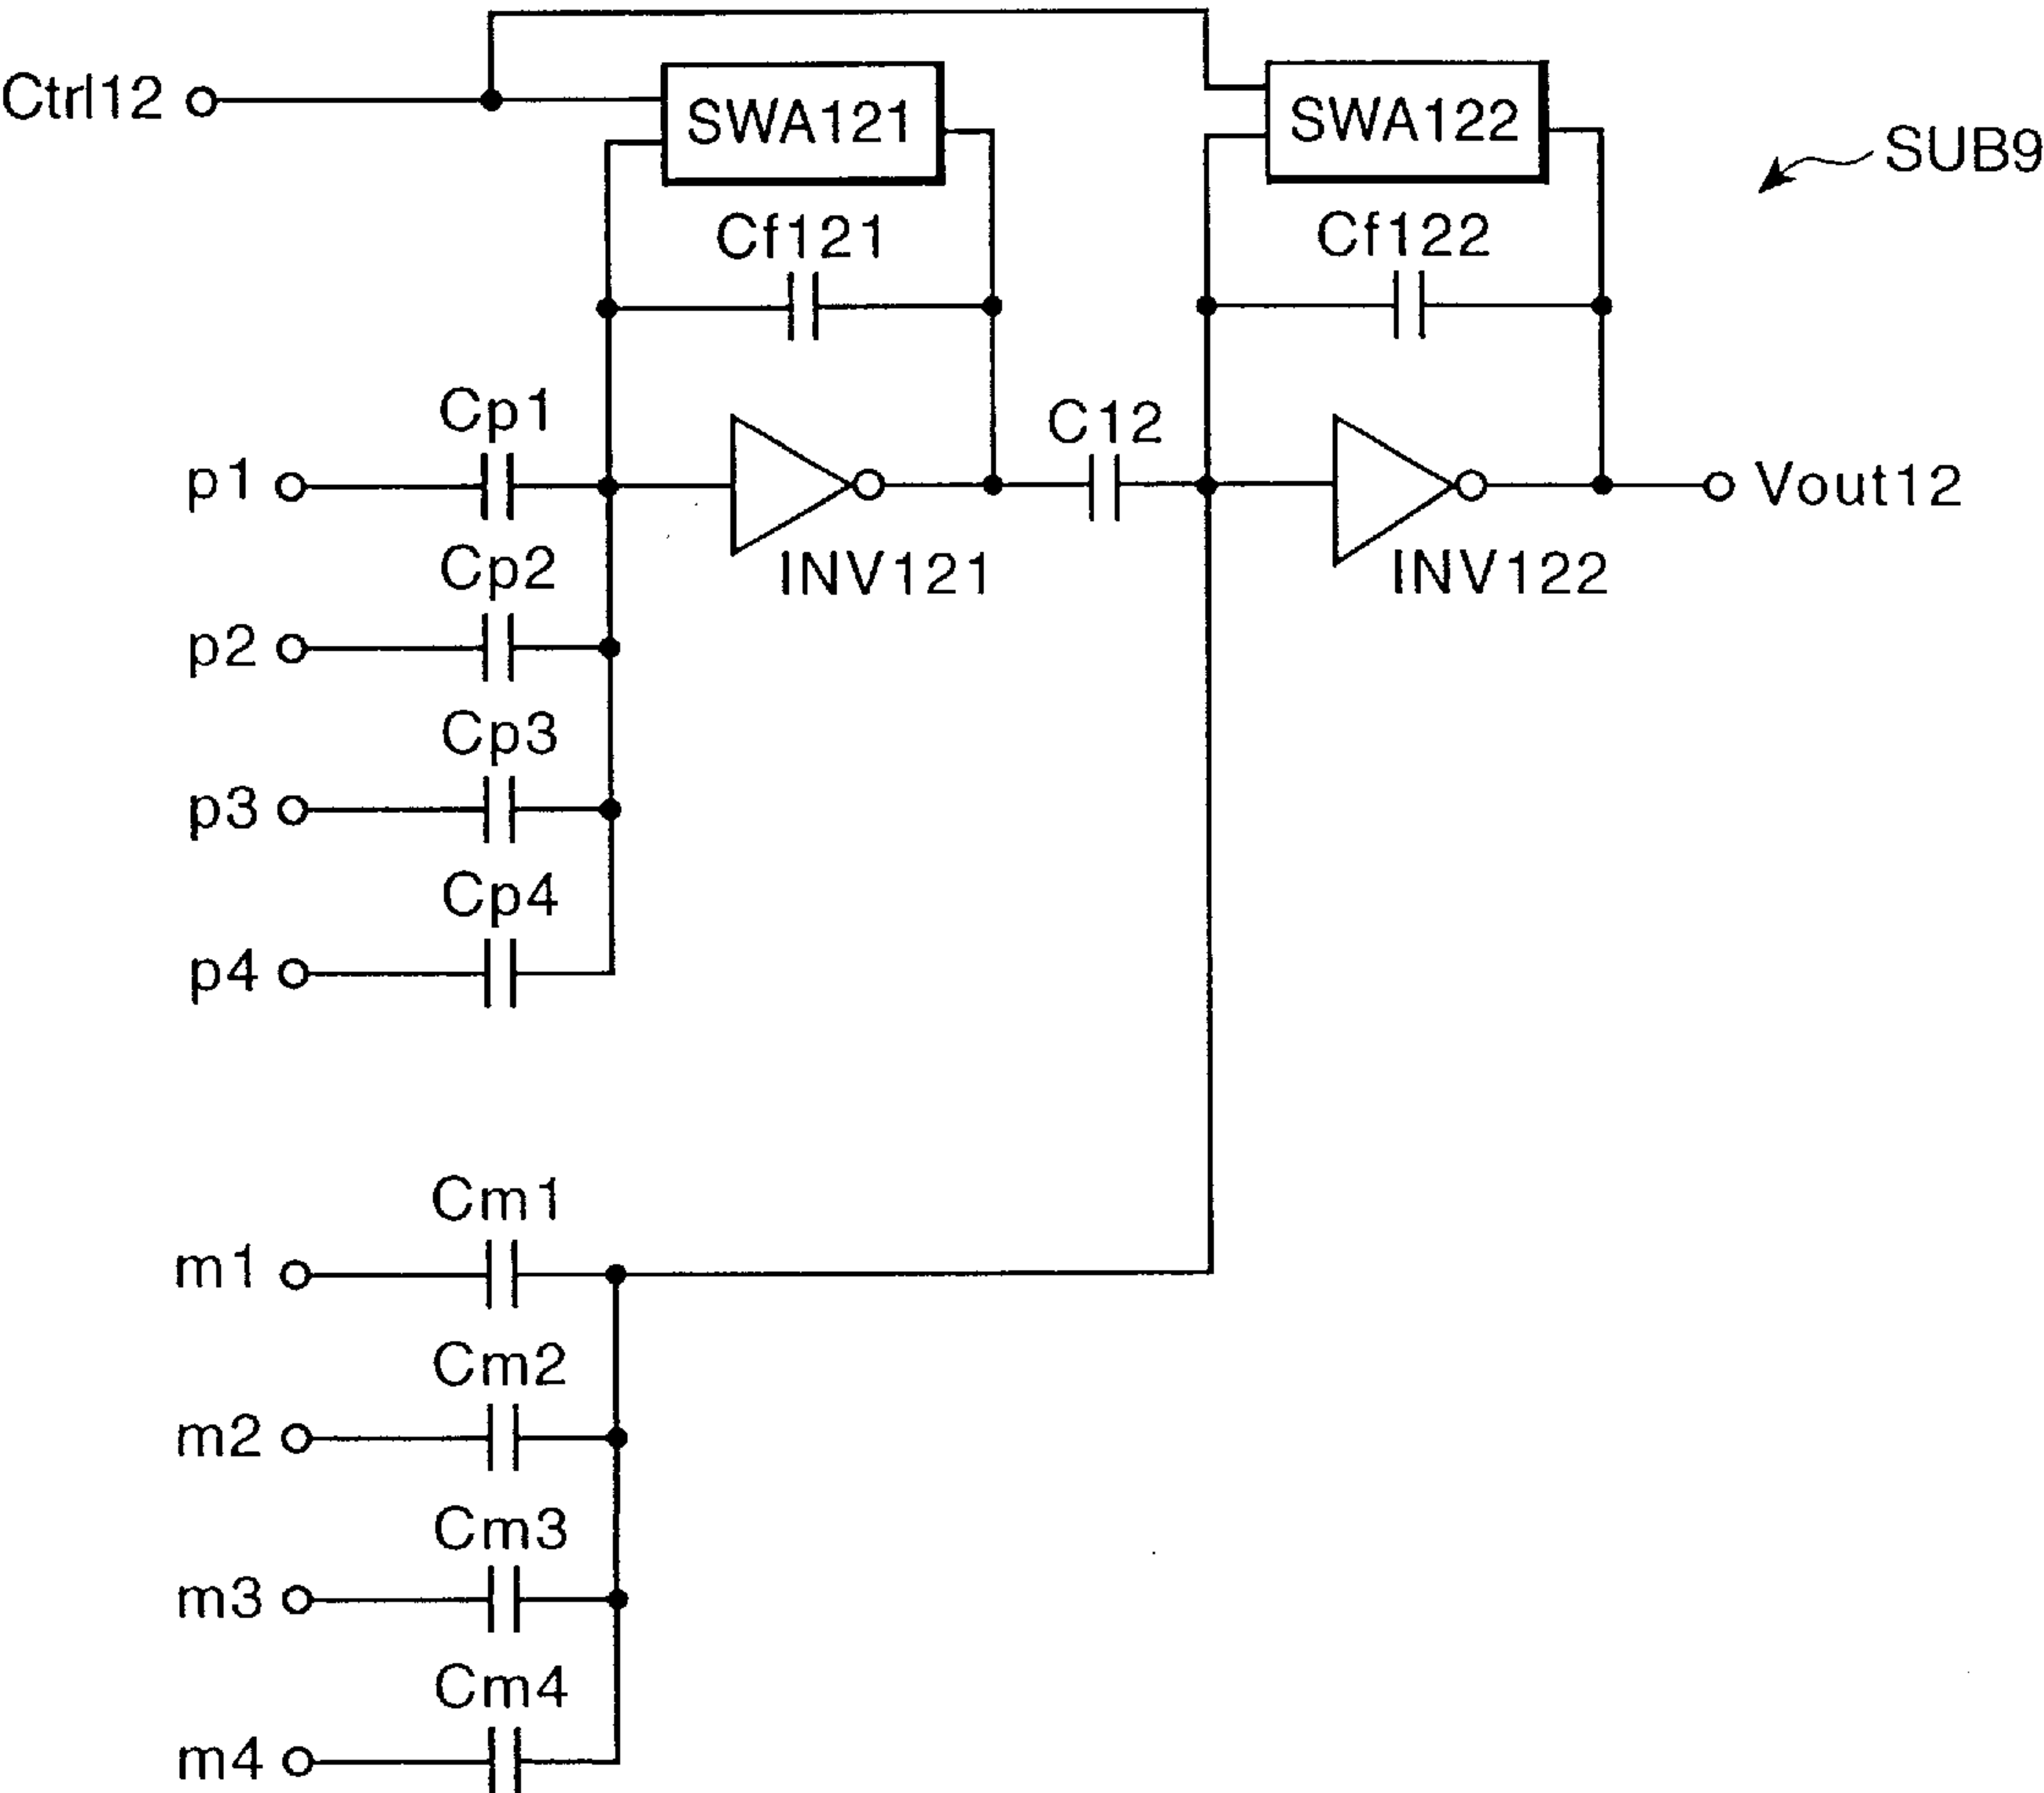 Ctrl12
SWA121
SWA122
SUB9
Cf121
Cf122
Cp1
C12
p1
Vout12
INV121
INV122
Cp2
p2
Cp3
p3
Cp4
p4
Cm1
m1
Cm2
m2
Cm3
m3
Cm4
m4